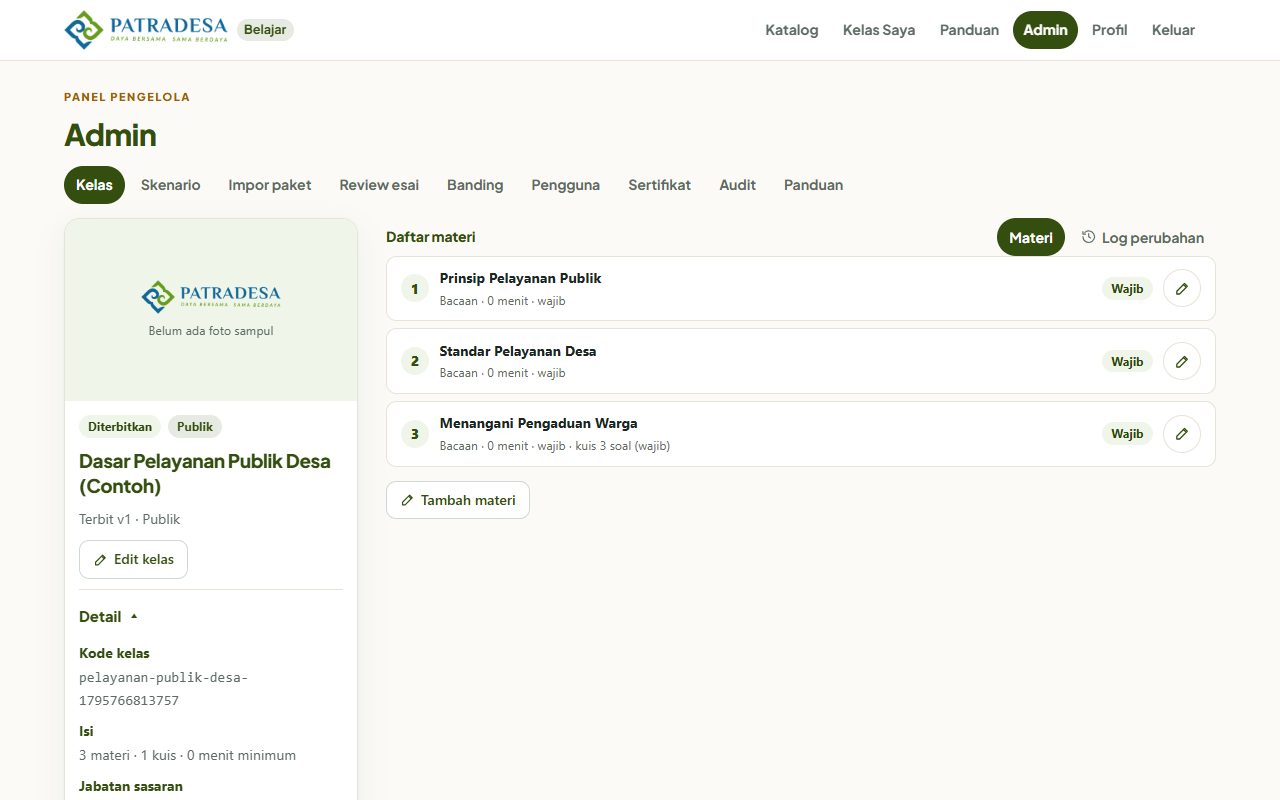 PATRADESA
DAYA BERSAMA SAMA BERDAYA
Belajar
Katalog
Kelas Saya
Panduan
Admin
Profil
Keluar
PANEL PENGELOLA
Admin
Kelas
Skenario
Impor paket
Review esai
Banding
Pengguna
Sertifikat
Audit
Panduan
PATRADESA
DAYA BERSAMA SAMA BERDAYA
Belum ada foto sampul
Diterbitkan
Publik
Dasar Pelayanan Publik Desa
(Contoh)
Terbit v1 · Publik
Edit kelas
Detail
Kode kelas
pelayanan-publik-desa-
1795766813757
Isi
3 materi · 1 kuis · 0 menit minimum
Jabatan sasaran
Daftar materi
Materi
Log perubahan
1
Prinsip Pelayanan Publik
Bacaan · 0 menit · wajib
Wajib
2
Standar Pelayanan Desa
Bacaan · 0 menit · wajib
Wajib
3
Menangani Pengaduan Warga
Bacaan · 0 menit · wajib · kuis 3 soal (wajib)
Wajib
Tambah materi